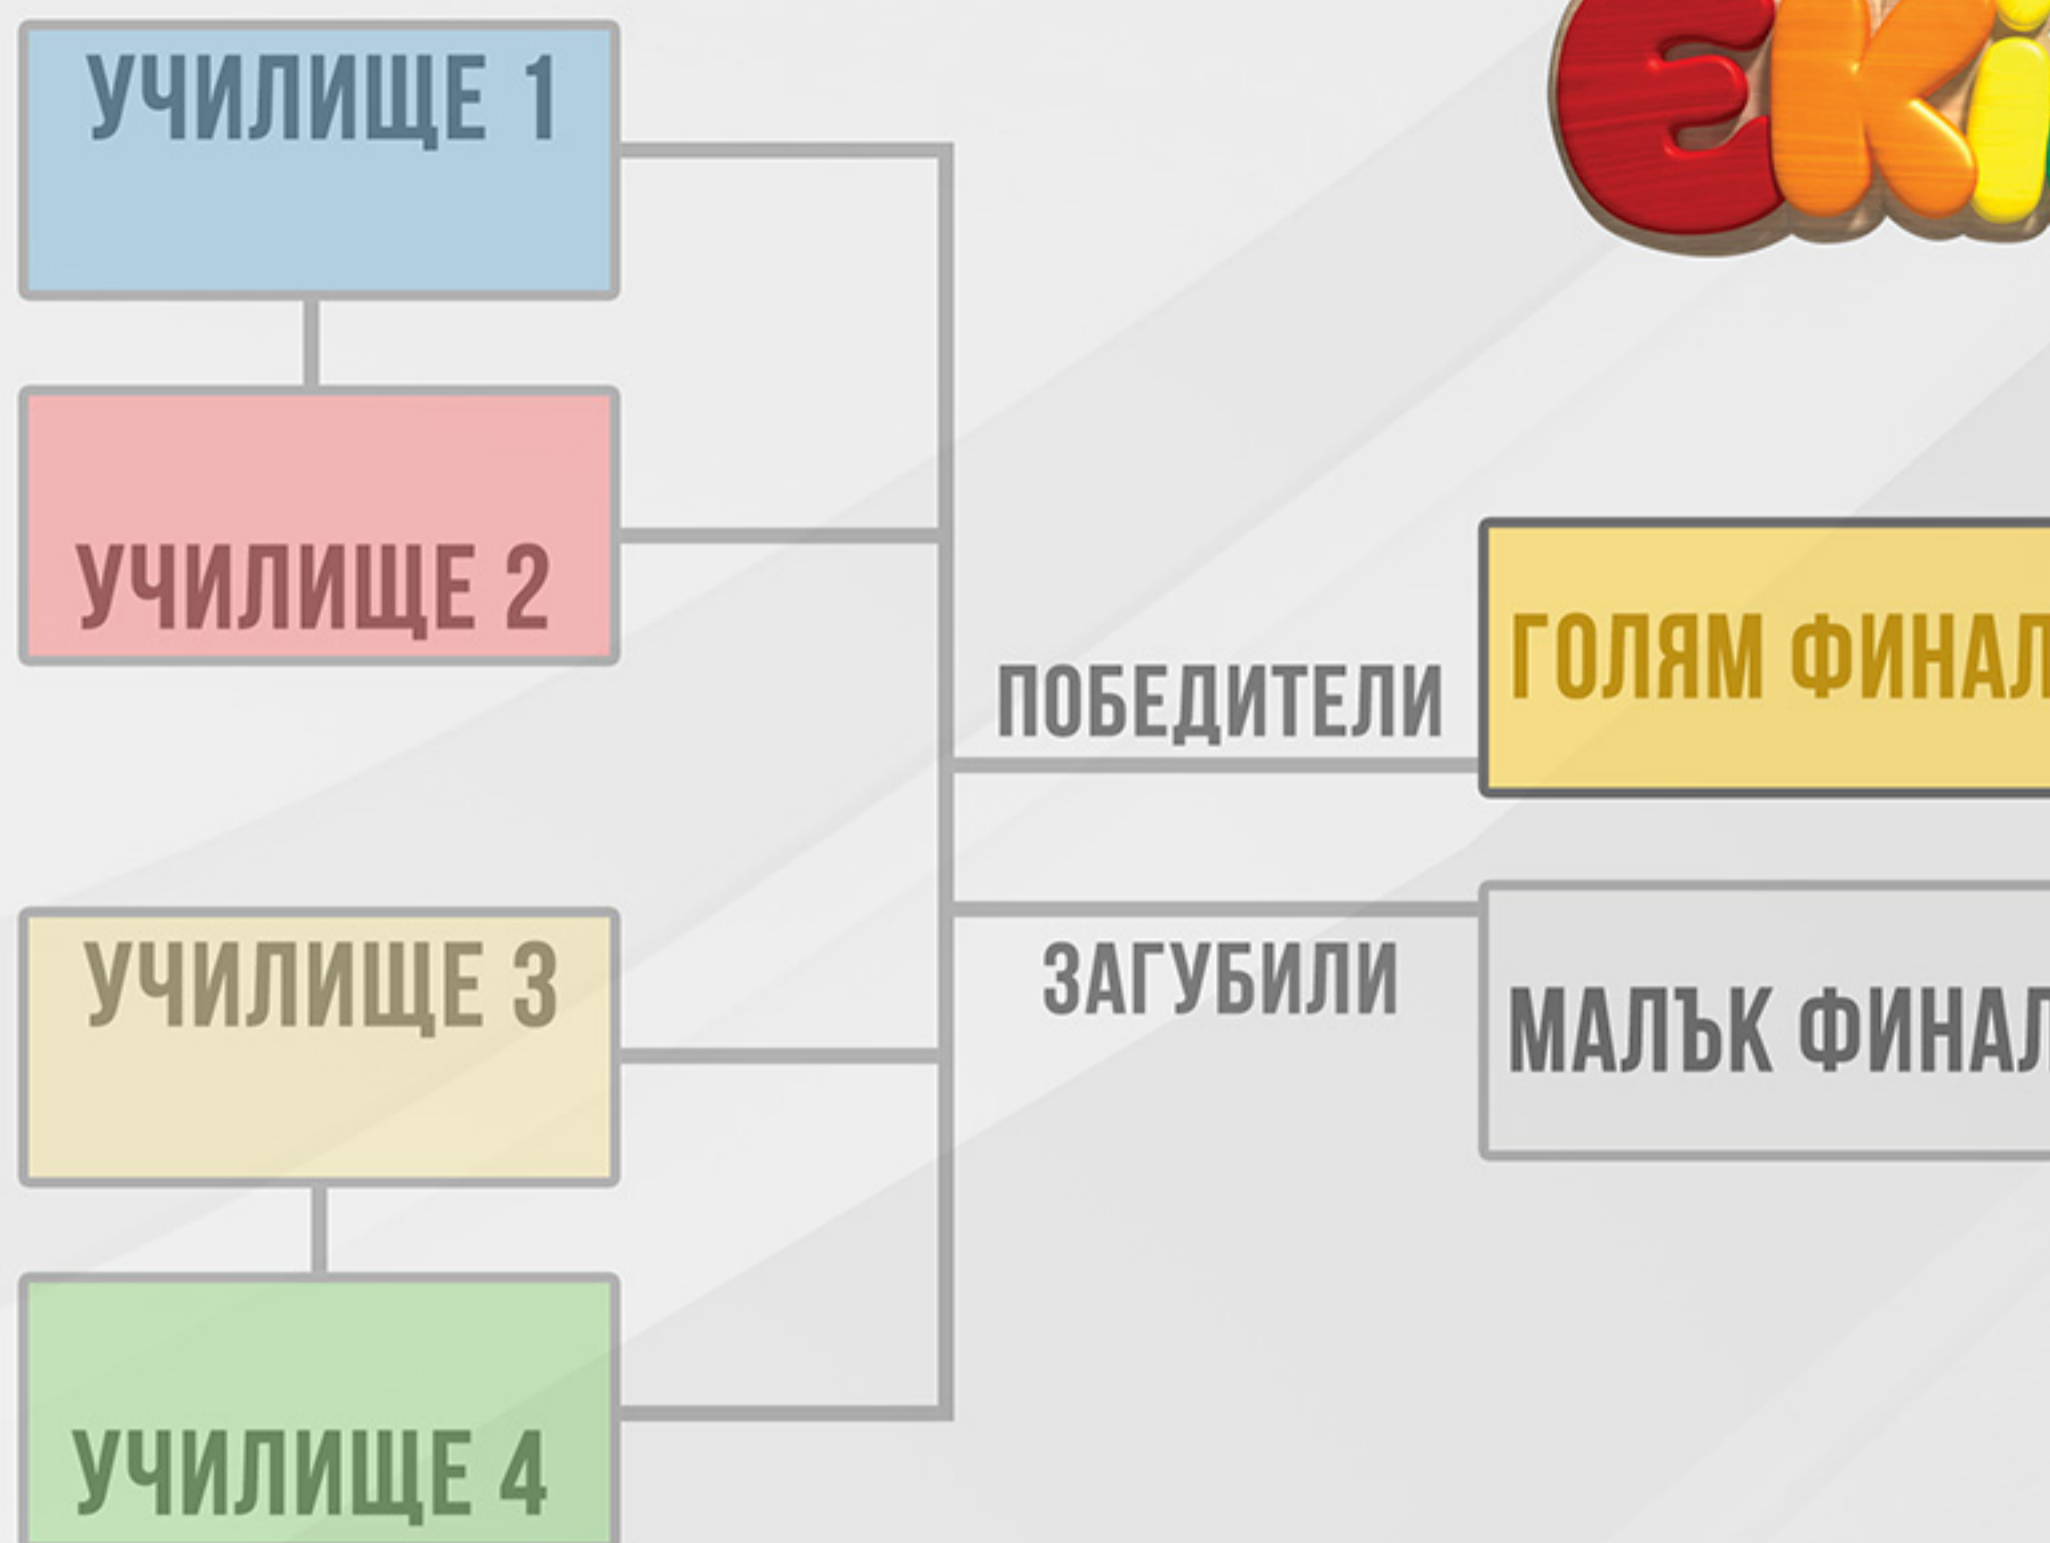 УЧИЛИЩЕ 1
УЧИЛИЩЕ 2
ПОБЕДИТЕЛИ
ГОЛЯМ ФИНАЛ
УЧИЛИЩЕ 3
ЗАГУБИЛИ
МАЛЪК ФИНАЛ
УЧИЛИЩЕ 4